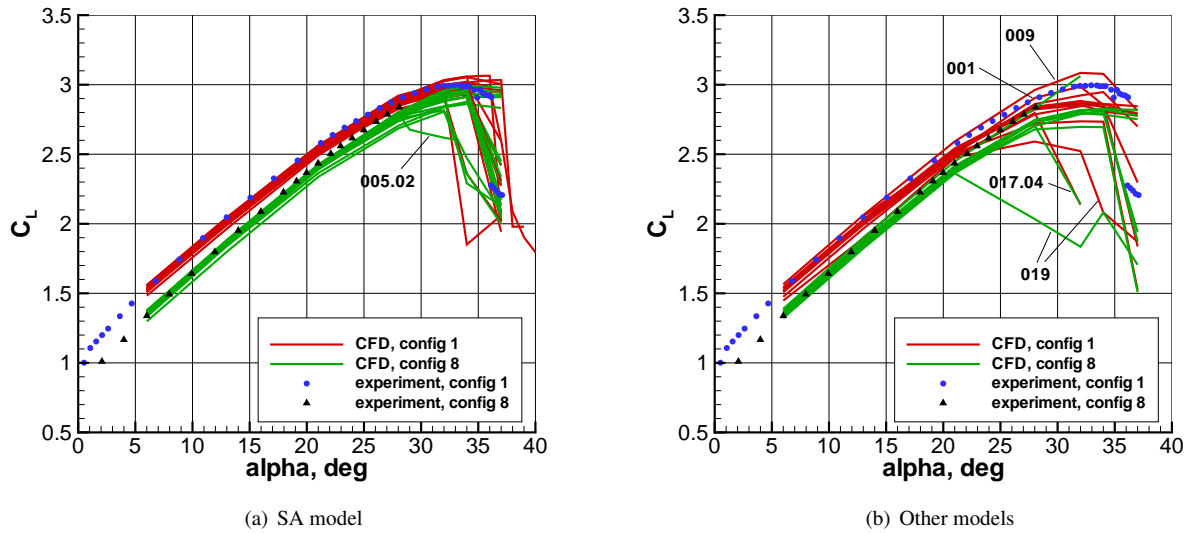 3.5
3
2.5
2
1.5
1
0.5
C_L
005.02
CFD, config 1
CFD, config 8
experiment, config 1
experiment, config 8
0 5 10 15 20 25 30 35 40
alpha, deg
(a) SA model
3.5
3
2.5
2
1.5
1
0.5
C_L
009
001
017.04
019
CFD, config 1
CFD, config 8
experiment, config 1
experiment, config 8
0 5 10 15 20 25 30 35 40
alpha, deg
(b) Other models